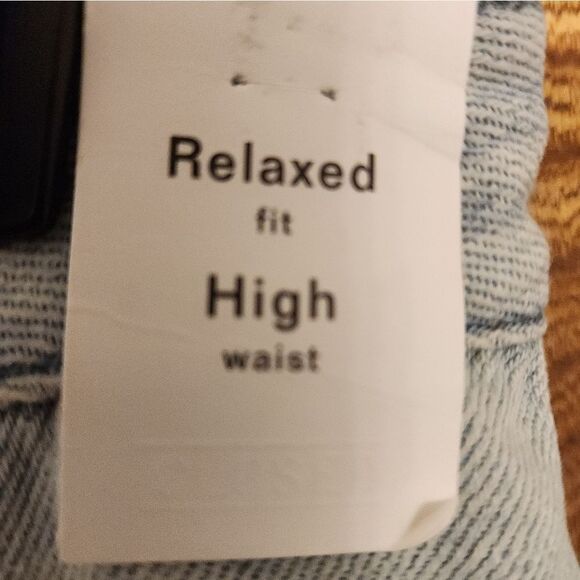 Relaxed
fit
High
waist